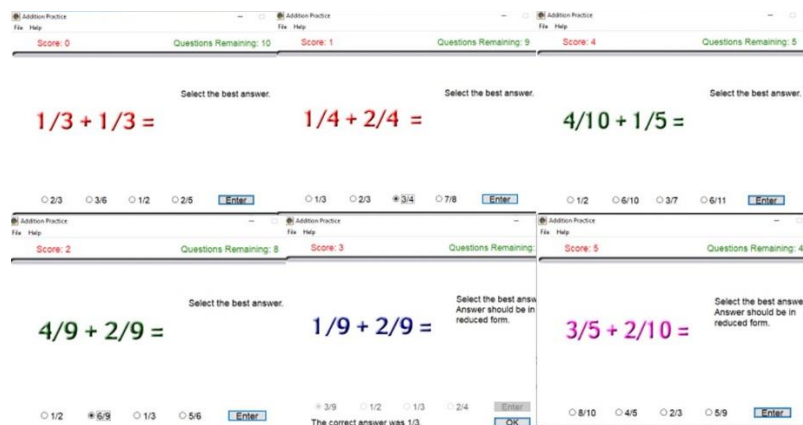 Addition Practice
File Help
Score: 0 Questions Remaining: 10
Select the best answer.
1/3 + 1/3 =
2/3 3/6 1/2 2/5 Enter
Addition Practice
File Help
Score: 1 Questions Remaining: 9
Select the best answer.
1/4 + 2/4 =
1/3 2/3 3/4 7/8 Enter
Addition Practice
File Help
Score: 4 Questions Remaining: 5
Select the best answer.
4/10 + 1/5 =
1/2 6/10 3/7 6/11 Enter
Addition Practice
File Help
Score: 2 Questions Remaining: 8
Select the best answer.
4/9 + 2/9 =
1/2 6/9 1/3 5/6 Enter
Addition Practice
File Help
Score: 3 Questions Remaining:
Select the best answ
Answer should be in
reduced form.
1/9 + 2/9 =
3/9 1/2 1/3 2/4 Enter
The correct answer was 1/3. OK
Addition Practice
File Help
Score: 5 Questions Remaining: 4
Select the best answe
Answer should be in
reduced form.
3/5 + 2/10 =
8/10 4/5 2/3 5/9 Enter